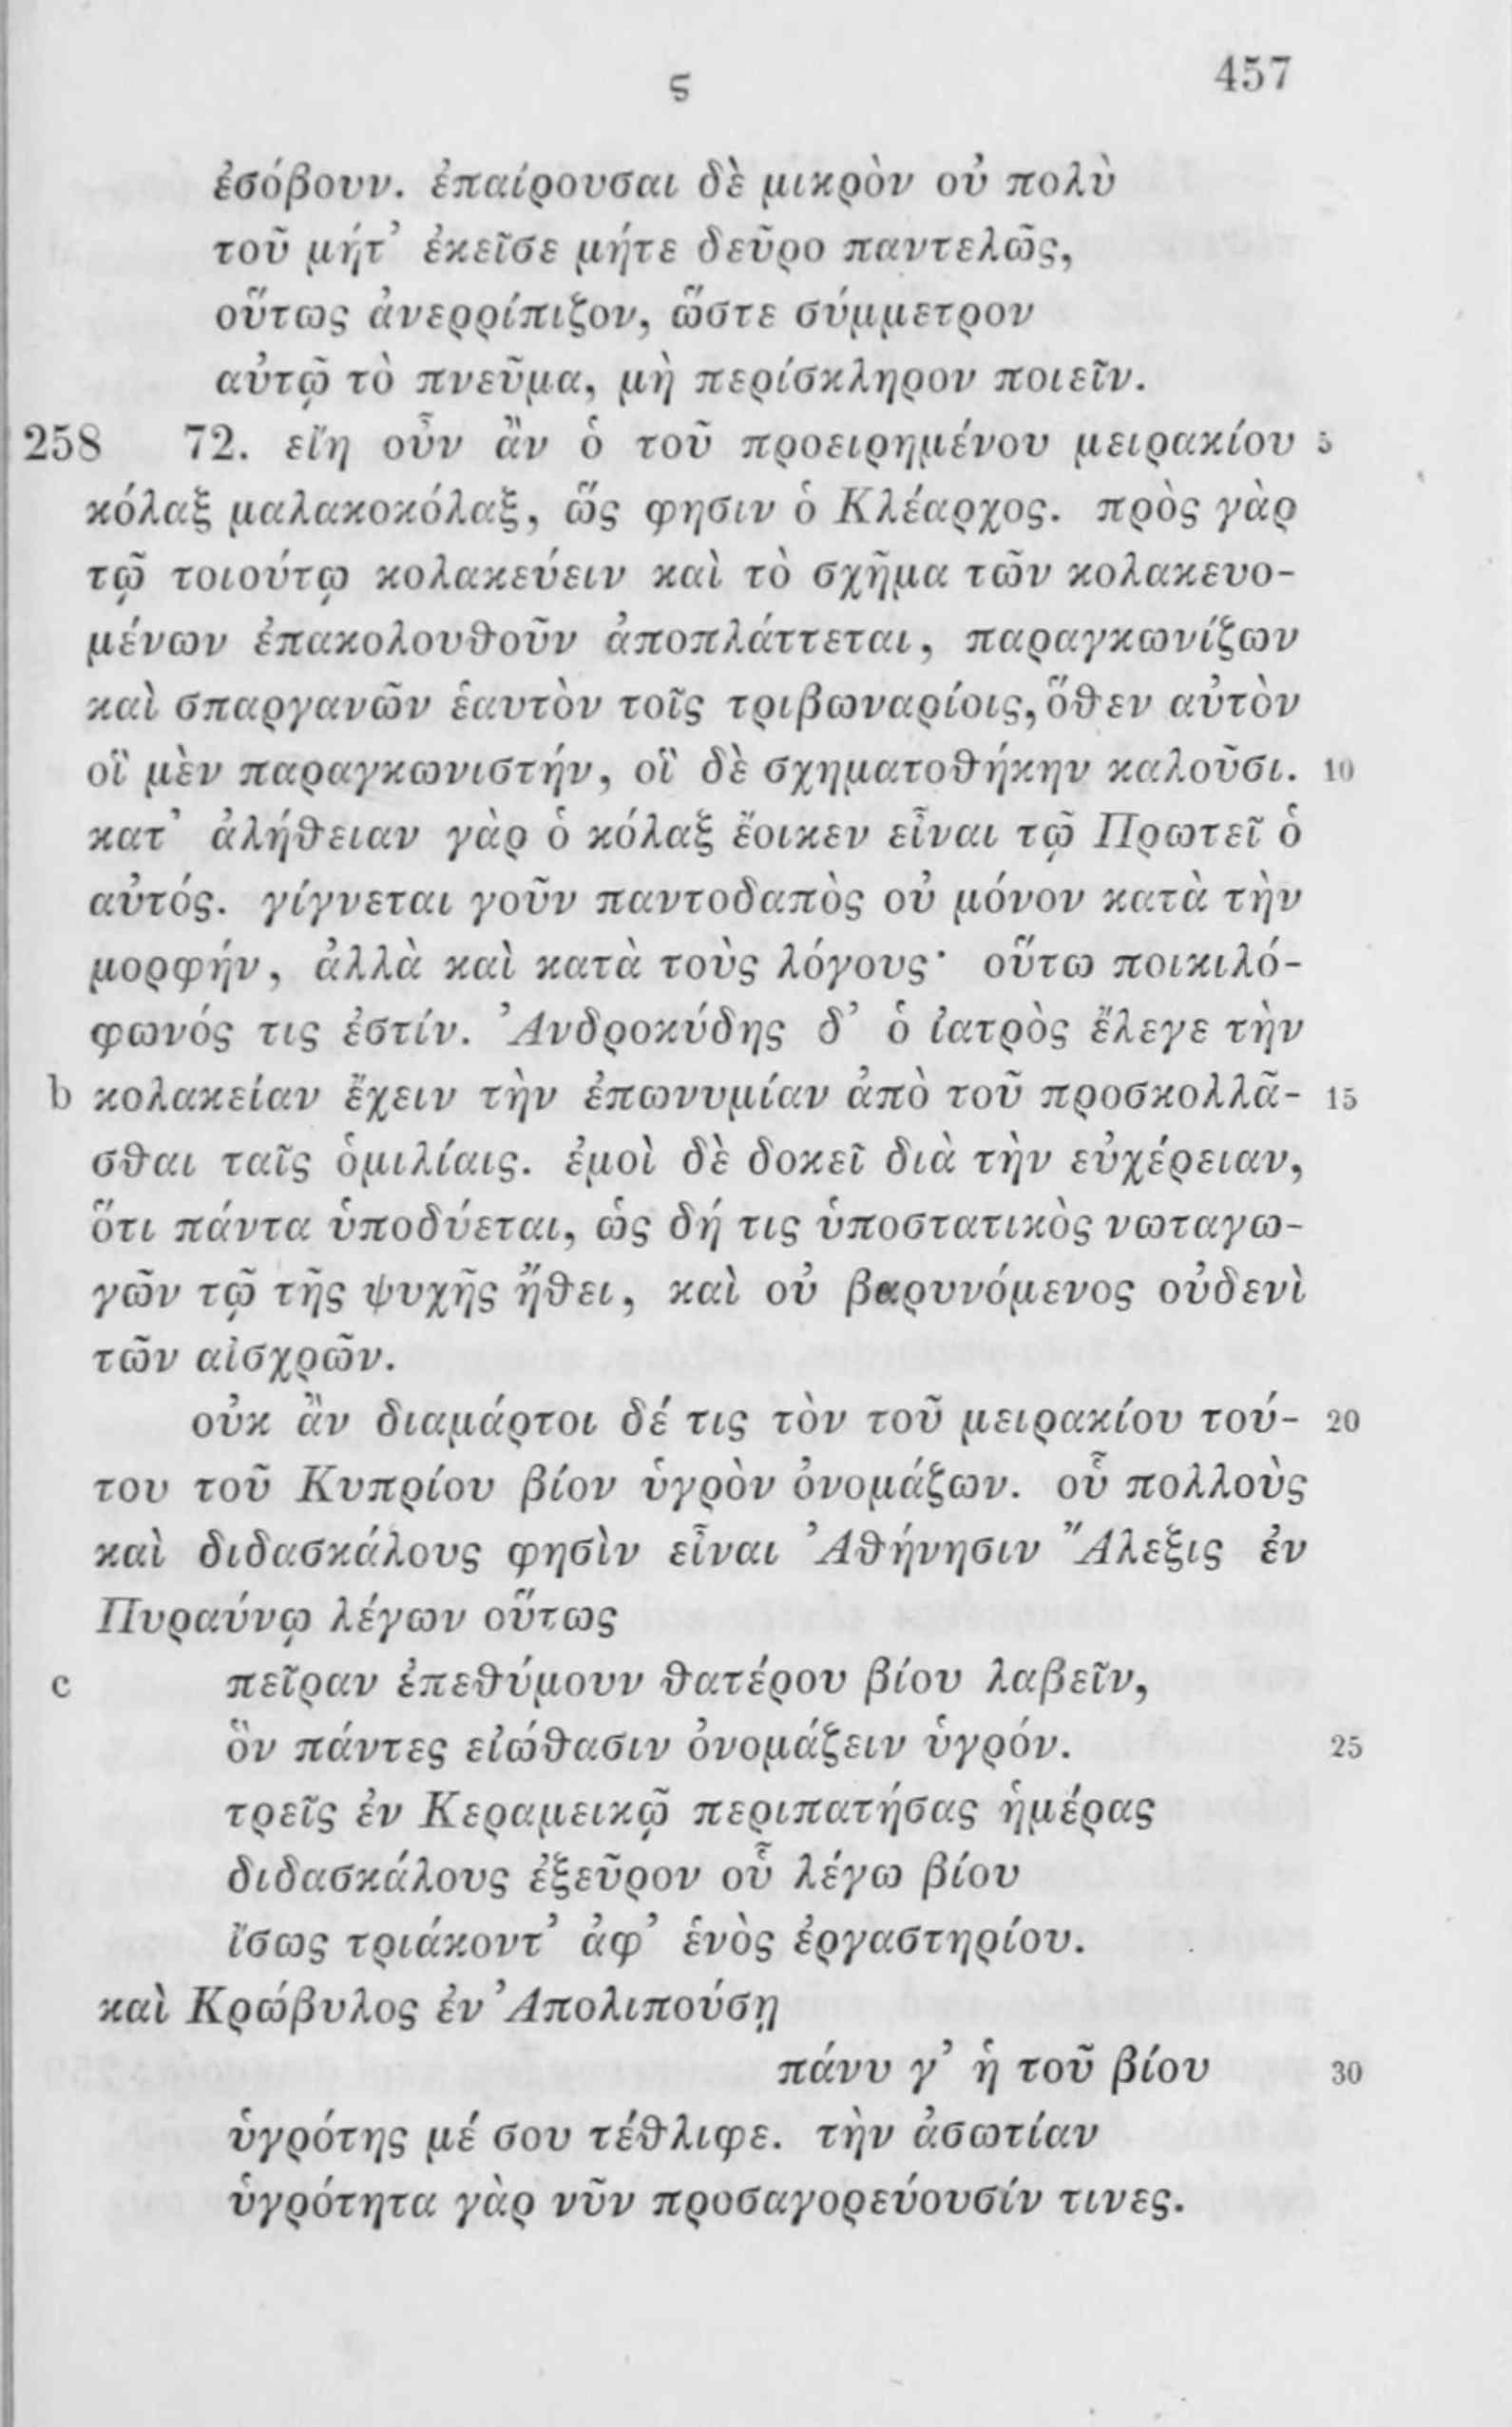 ς 457
ἐσόβουν. ἐπαίρουσαι δὲ μικρὸν οὐ πολὺ
τοῦ μήτ’ ἐκεῖσε μήτε δεῦρο παντελῶς,
οὕτως ἀνερρίπιζον, ὥστε σύμμετρον
αὐτῷ τὸ πνεῦμα, μὴ περίσκληρον ποιεῖν.
258 72. εἴη οὖν ἂν ὁ τοῦ προειρημένου μειρακίου 5
κόλαξ μαλακοκόλαξ, ὥς φησιν ὁ Κλέαρχος. πρὸς γὰρ
τῷ τοιούτῳ κολακεύειν καὶ τὸ σχῆμα τῶν κολακευο-
μένων ἐπακολουθοῦν ἀποπλάττεται, παραγκωνίζων
καὶ σπαργανῶν ἑαυτὸν τοῖς τριβωναρίοις, ὅθεν αὐτὸν
οἳ μὲν παραγκωνιστήν, οἳ δὲ σχηματοθήκην καλοῦσι. 10
κατ’ ἀλήθειαν γὰρ ὁ κόλαξ ἔοικεν εἶναι τῷ Πρωτεῖ ὁ
αὐτός. γίγνεται γοῦν παντοδαπὸς οὐ μόνον κατὰ τὴν
μορφήν, ἀλλὰ καὶ κατὰ τοὺς λόγους· οὕτω ποικιλό-
φωνός τις ἐστίν. Ἀνδροκύδης δ’ ὁ ἰατρὸς ἔλεγε τὴν
b κολακείαν ἔχειν τὴν ἐπωνυμίαν ἀπὸ τοῦ προσκολλᾶ- 15
σθαι ταῖς ὁμιλίαις. ἐμοὶ δὲ δοκεῖ διὰ τὴν εὐχέρειαν,
ὅτι πάντα ὑποδύεται, ὡς δή τις ὑποστατικὸς νωταγω-
γῶν τῷ τῆς ψυχῆς ἤθει, καὶ οὐ βαρυνόμενος οὐδενὶ
τῶν αἰσχρῶν.
οὐκ ἂν διαμάρτοι δέ τις τὸν τοῦ μειρακίου τού- 20
του τοῦ Κυπρίου βίον ὑγρὸν ὀνομάζων. οὗ πολλοὺς
καὶ διδασκάλους φησὶν εἶναι Ἀθήνησιν Ἄλεξις ἐν
Πυραύνῳ λέγων οὕτως
c πεῖραν ἐπεθύμουν θατέρου βίου λαβεῖν,
ὃν πάντες εἰώθασιν ὀνομάζειν ὑγρόν. 25
τρεῖς ἐν Κεραμεικῷ περιπατήσας ἡμέρας
διδασκάλους ἐξεῦρον οὗ λέγω βίου
ἴσως τριάκοντ’ ἀφ’ ἑνὸς ἐργαστηρίου.
καὶ Κρώβυλος ἐν Ἀπολιπούσῃ
πάνυ γ’ ἡ τοῦ βίου 30
ὑγρότης μέ σου τέθλιφε. τὴν ἀσωτίαν
ὑγρότητα γὰρ νῦν προσαγορεύουσίν τινες.